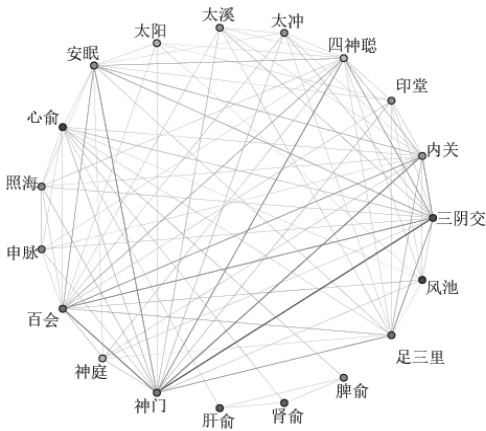 太溪
太冲
太阳
四神聪
安眠
印堂
心俞
内关
照海
三阴交
申脉
风池
百会
足三里
神庭
脾俞
神门
肝俞
肾俞